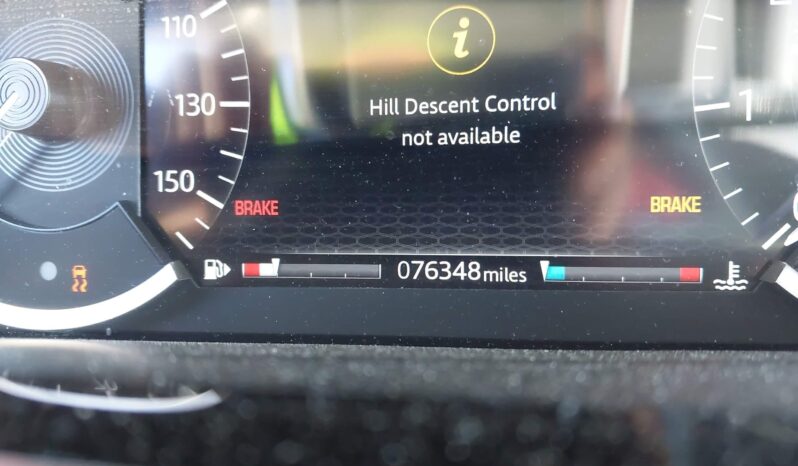 110
130
150
i
Hill Descent Control
not available
1
BRAKE
BRAKE
076348 miles